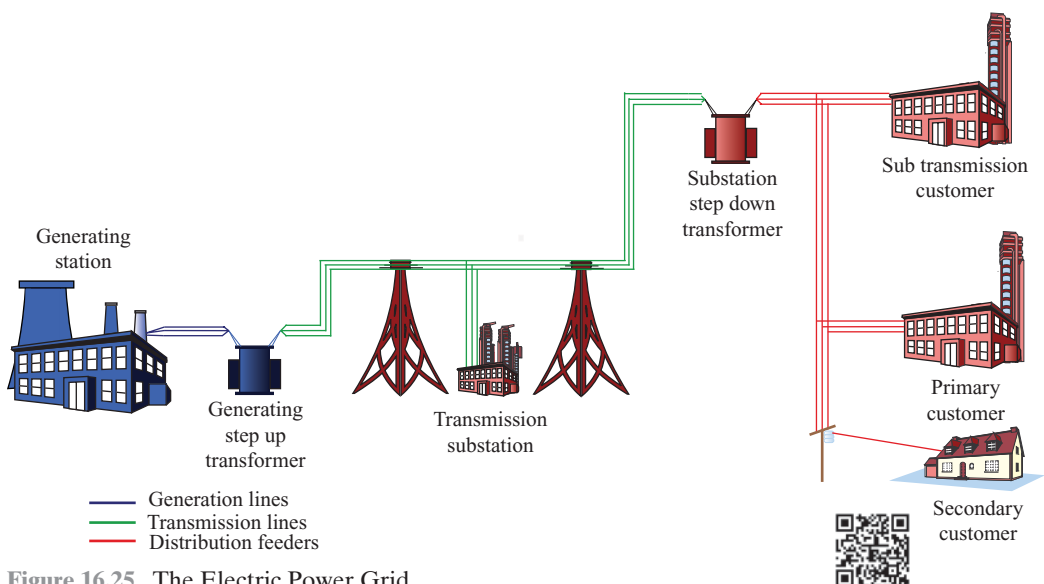 Generating
station
Generating
step up
transformer
Transmission
substation
Substation
step down
transformer
Sub transmission
customer
Primary
customer
Secondary
customer
Generation lines
Transmission lines
Distribution feeders
Figure 16.25 The Electric Power Grid